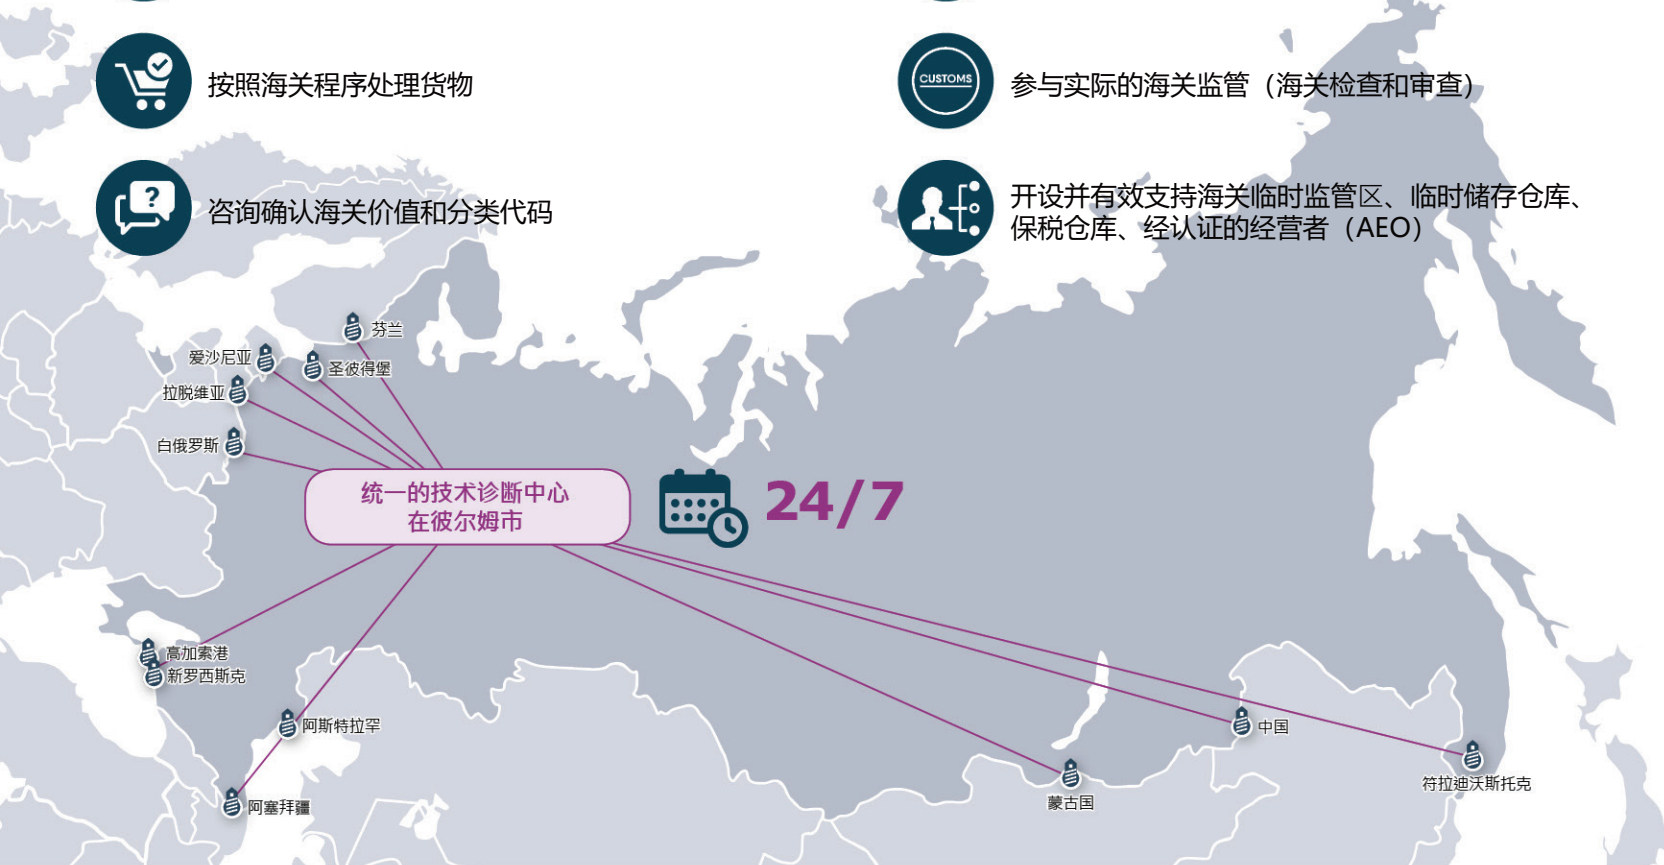 按照海关程序处理货物
CUSTOMS
参与实际的海关监管（海关检查和审查）
?
咨询确认海关价值和分类代码
开设并有效支持海关临时监管区、临时储存仓库、
保税仓库、经认证的经营者（AEO）
芬兰
爱沙尼亚
圣彼得堡
拉脱维亚
白俄罗斯
统一的技术诊断中心
在彼尔姆市
24/7
高加索港
新罗西斯克
阿斯特拉罕
中国
符拉迪沃斯托克
蒙古国
阿塞拜疆